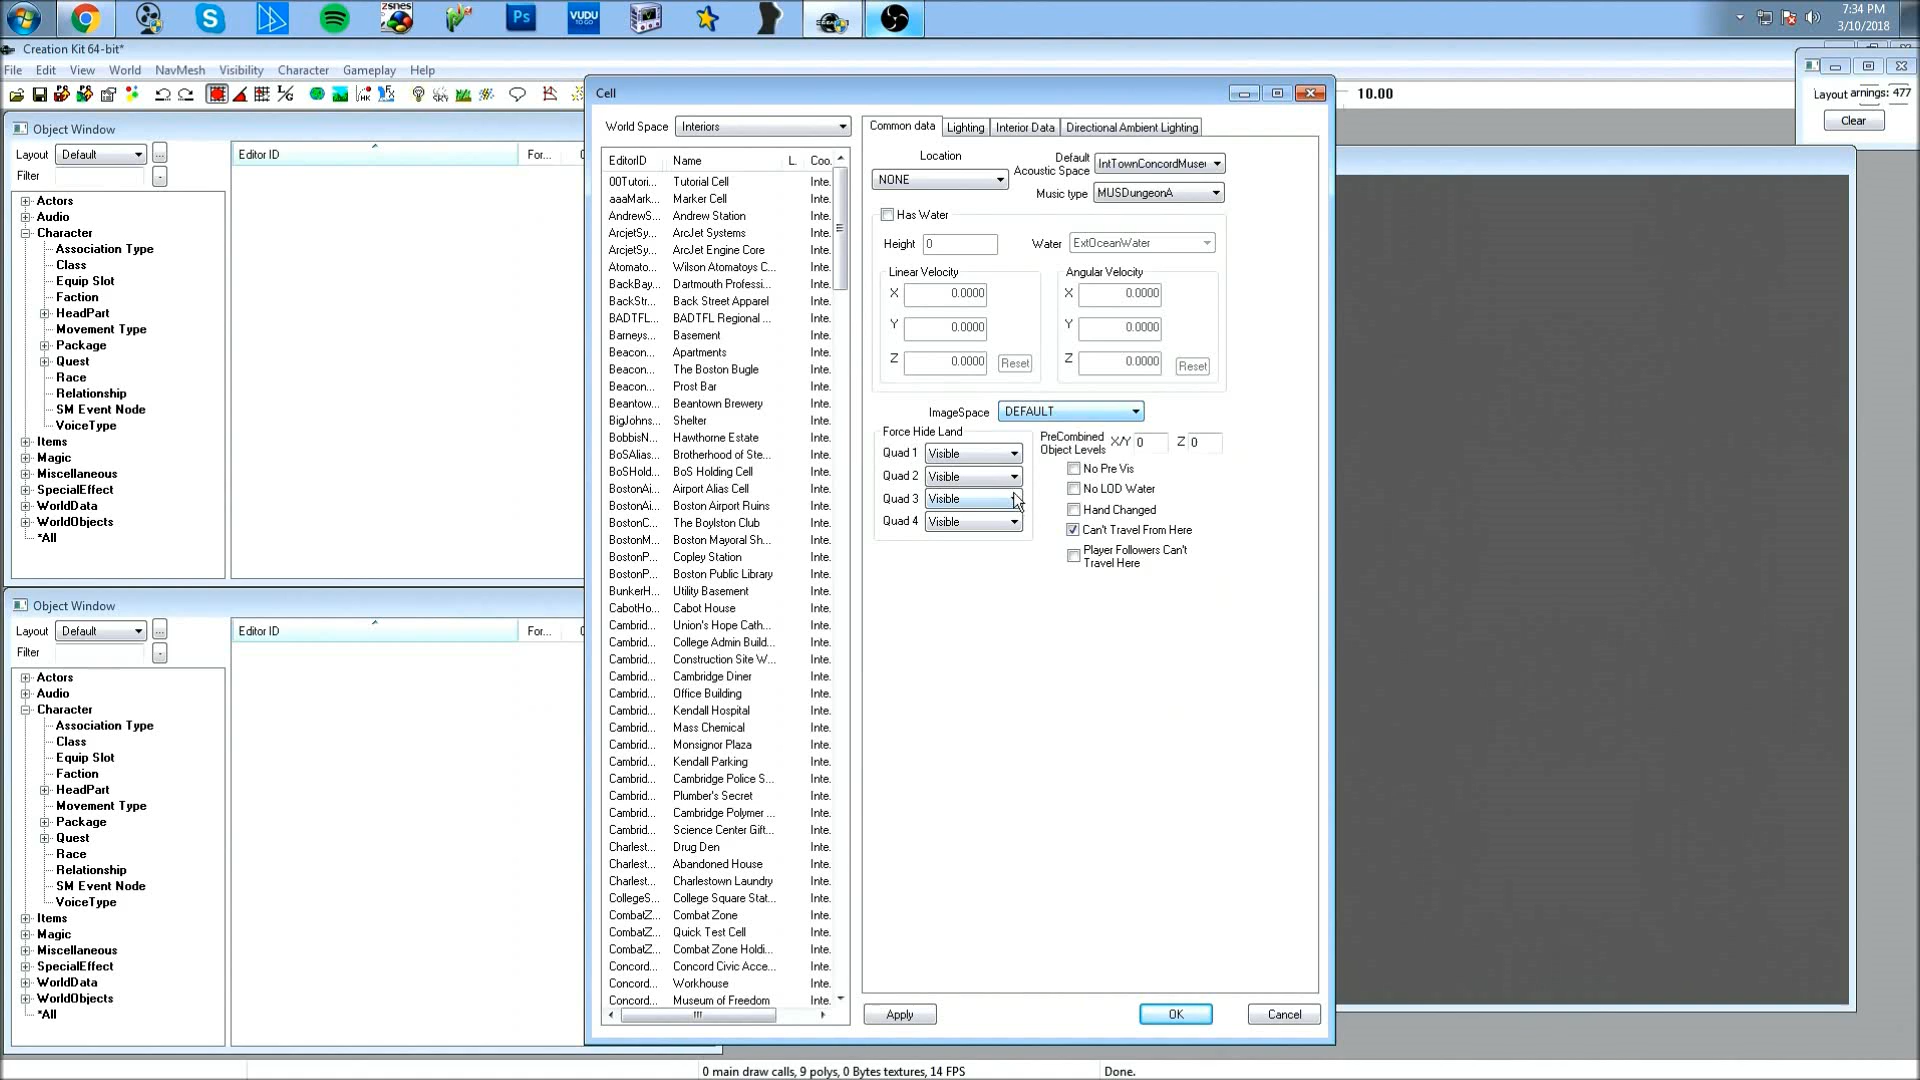 zsnes
Ps
VUDU
TO GO
7:34 PM
3/10/2018
Creation Kit 64-bit*
File Edit View World NavMesh Visibility Character Gameplay Help
10.00
Layout
arnings: 477
Clear
Object Window
Layout Default ...
Filter -
Editor ID For...
Actors
Audio
Character
Association Type
Class
Equip Slot
Faction
HeadPart
Movement Type
Package
Quest
Race
Relationship
SM Event Node
VoiceType
Items
Magic
Miscellaneous
SpecialEffect
WorldData
WorldObjects
*All
Object Window
Layout Default ...
Filter -
Editor ID For...
Actors
Audio
Character
Association Type
Class
Equip Slot
Faction
HeadPart
Movement Type
Package
Quest
Race
Relationship
SM Event Node
VoiceType
Items
Magic
Miscellaneous
SpecialEffect
WorldData
WorldObjects
*All
Cell
World Space Interiors
EditorID Name L. Coo.
00Tutori... Tutorial Cell Inte.
aaaMark... Marker Cell Inte.
AndrewS... Andrew Station Inte.
ArcjetSy... ArcJet Systems Inte.
ArcjetSy... ArcJet Engine Core Inte.
Atomato... Wilson Atomatoys C... Inte.
BackBay... Dartmouth Professi... Inte.
BackStr... Back Street Apparel Inte.
BADTFL... BADTFL Regional ... Inte.
Barneys... Basement Inte.
Beacon... Apartments Inte.
Beacon... The Boston Bugle Inte.
Beacon... Prost Bar Inte.
Beantow... Beantown Brewery Inte.
BigJohns... Shelter Inte.
BobbisN... Hawthorne Estate Inte.
BoSAlias... Brotherhood of Ste... Inte.
BoSHold... BoS Holding Cell Inte.
BostonAi... Airport Alias Cell Inte.
BostonAi... Boston Airport Ruins Inte.
BostonC... The Boylston Club Inte.
BostonM... Boston Mayoral Sh... Inte.
BostonP... Copley Station Inte.
BostonP... Boston Public Library Inte.
BunkerH... Utility Basement Inte.
CabotHo... Cabot House Inte.
Cambrid... Union's Hope Cath... Inte.
Cambrid... College Admin Build... Inte.
Cambrid... Construction Site W... Inte.
Cambrid... Cambridge Diner Inte.
Cambrid... Office Building Inte.
Cambrid... Kendall Hospital Inte.
Cambrid... Mass Chemical Inte.
Cambrid... Monsignor Plaza Inte.
Cambrid... Kendall Parking Inte.
Cambrid... Cambridge Police S... Inte.
Cambrid... Plumber's Secret Inte.
Cambrid... Cambridge Polymer ... Inte.
Cambrid... Science Center Gift... Inte.
Charlest... Drug Den Inte.
Charlest... Abandoned House Inte.
Charlest... Charlestown Laundry Inte.
CollegeS... College Square Stat... Inte.
CombatZ... Combat Zone Inte.
CombatZ... Quick Test Cell Inte.
CombatZ... Combat Zone Holdi... Inte.
Concord... Concord Civic Acce... Inte.
Concord... Workhouse Inte.
Concord... Museum of Freedom Inte.
Common data Lighting Interior Data Directional Ambient Lighting
Location
NONE
Default
Acoustic Space IntTownConcordMuse
Music type MUSDungeonA
Has Water
Height 0 Water ExtOceanWater
Linear Velocity Angular Velocity
X 0.0000 X 0.0000
Y 0.0000 Y 0.0000
Z 0.0000 Reset Z 0.0000 Reset
ImageSpace DEFAULT
Force Hide Land
Quad 1 Visible
Quad 2 Visible
Quad 3 Visible
Quad 4 Visible
PreCombined
Object Levels X/Y 0 Z 0
No Pre Vis
No LOD Water
Hand Changed
Can't Travel From Here
Player Followers Can't
Travel Here
Apply OK Cancel
0 main draw calls, 9 polys, 0 Bytes textures, 14 FPS Done.